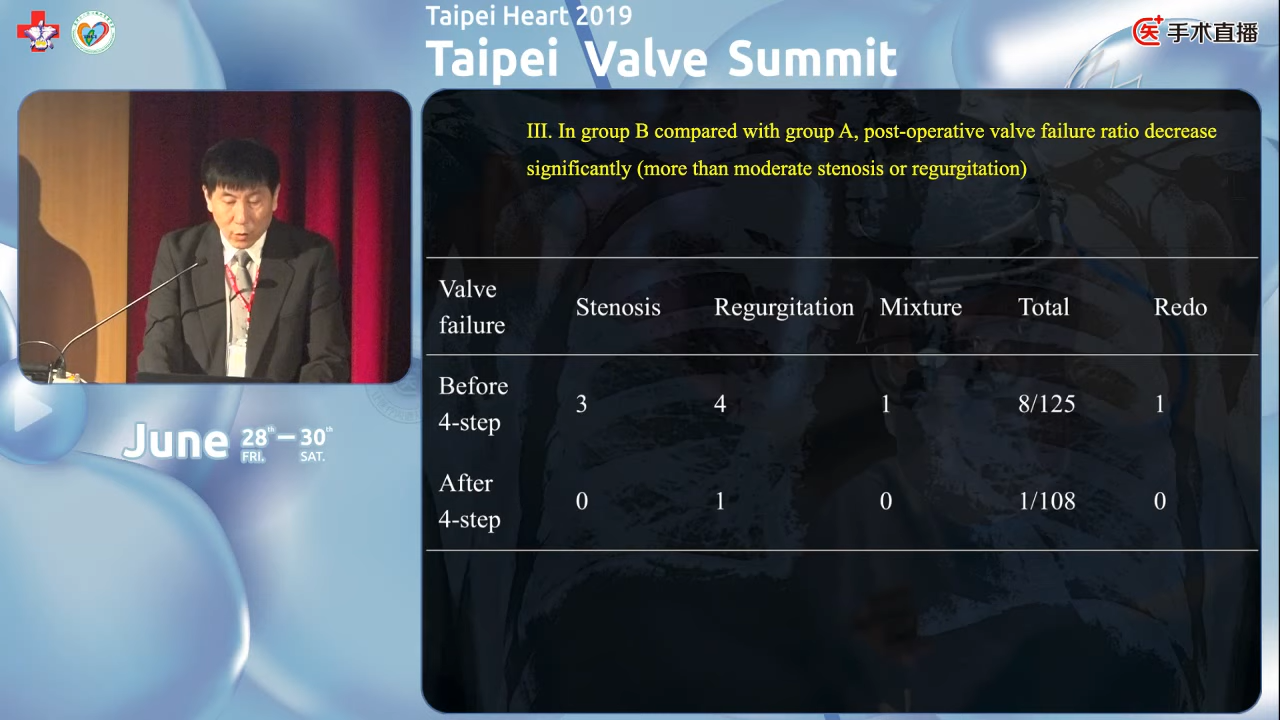 Taipei Heart 2019
Taipei Valve Summit
手术直播
III. In group B compared with group A, post-operative valve failure ratio decrease
significantly (more than moderate stenosis or regurgitation)
Valve failure Stenosis Regurgitation Mixture Total Redo
Before 4-step 3 4 1 8/125 1
After 4-step 0 1 0 1/108 0
June 28th FRI. – 30th SAT.